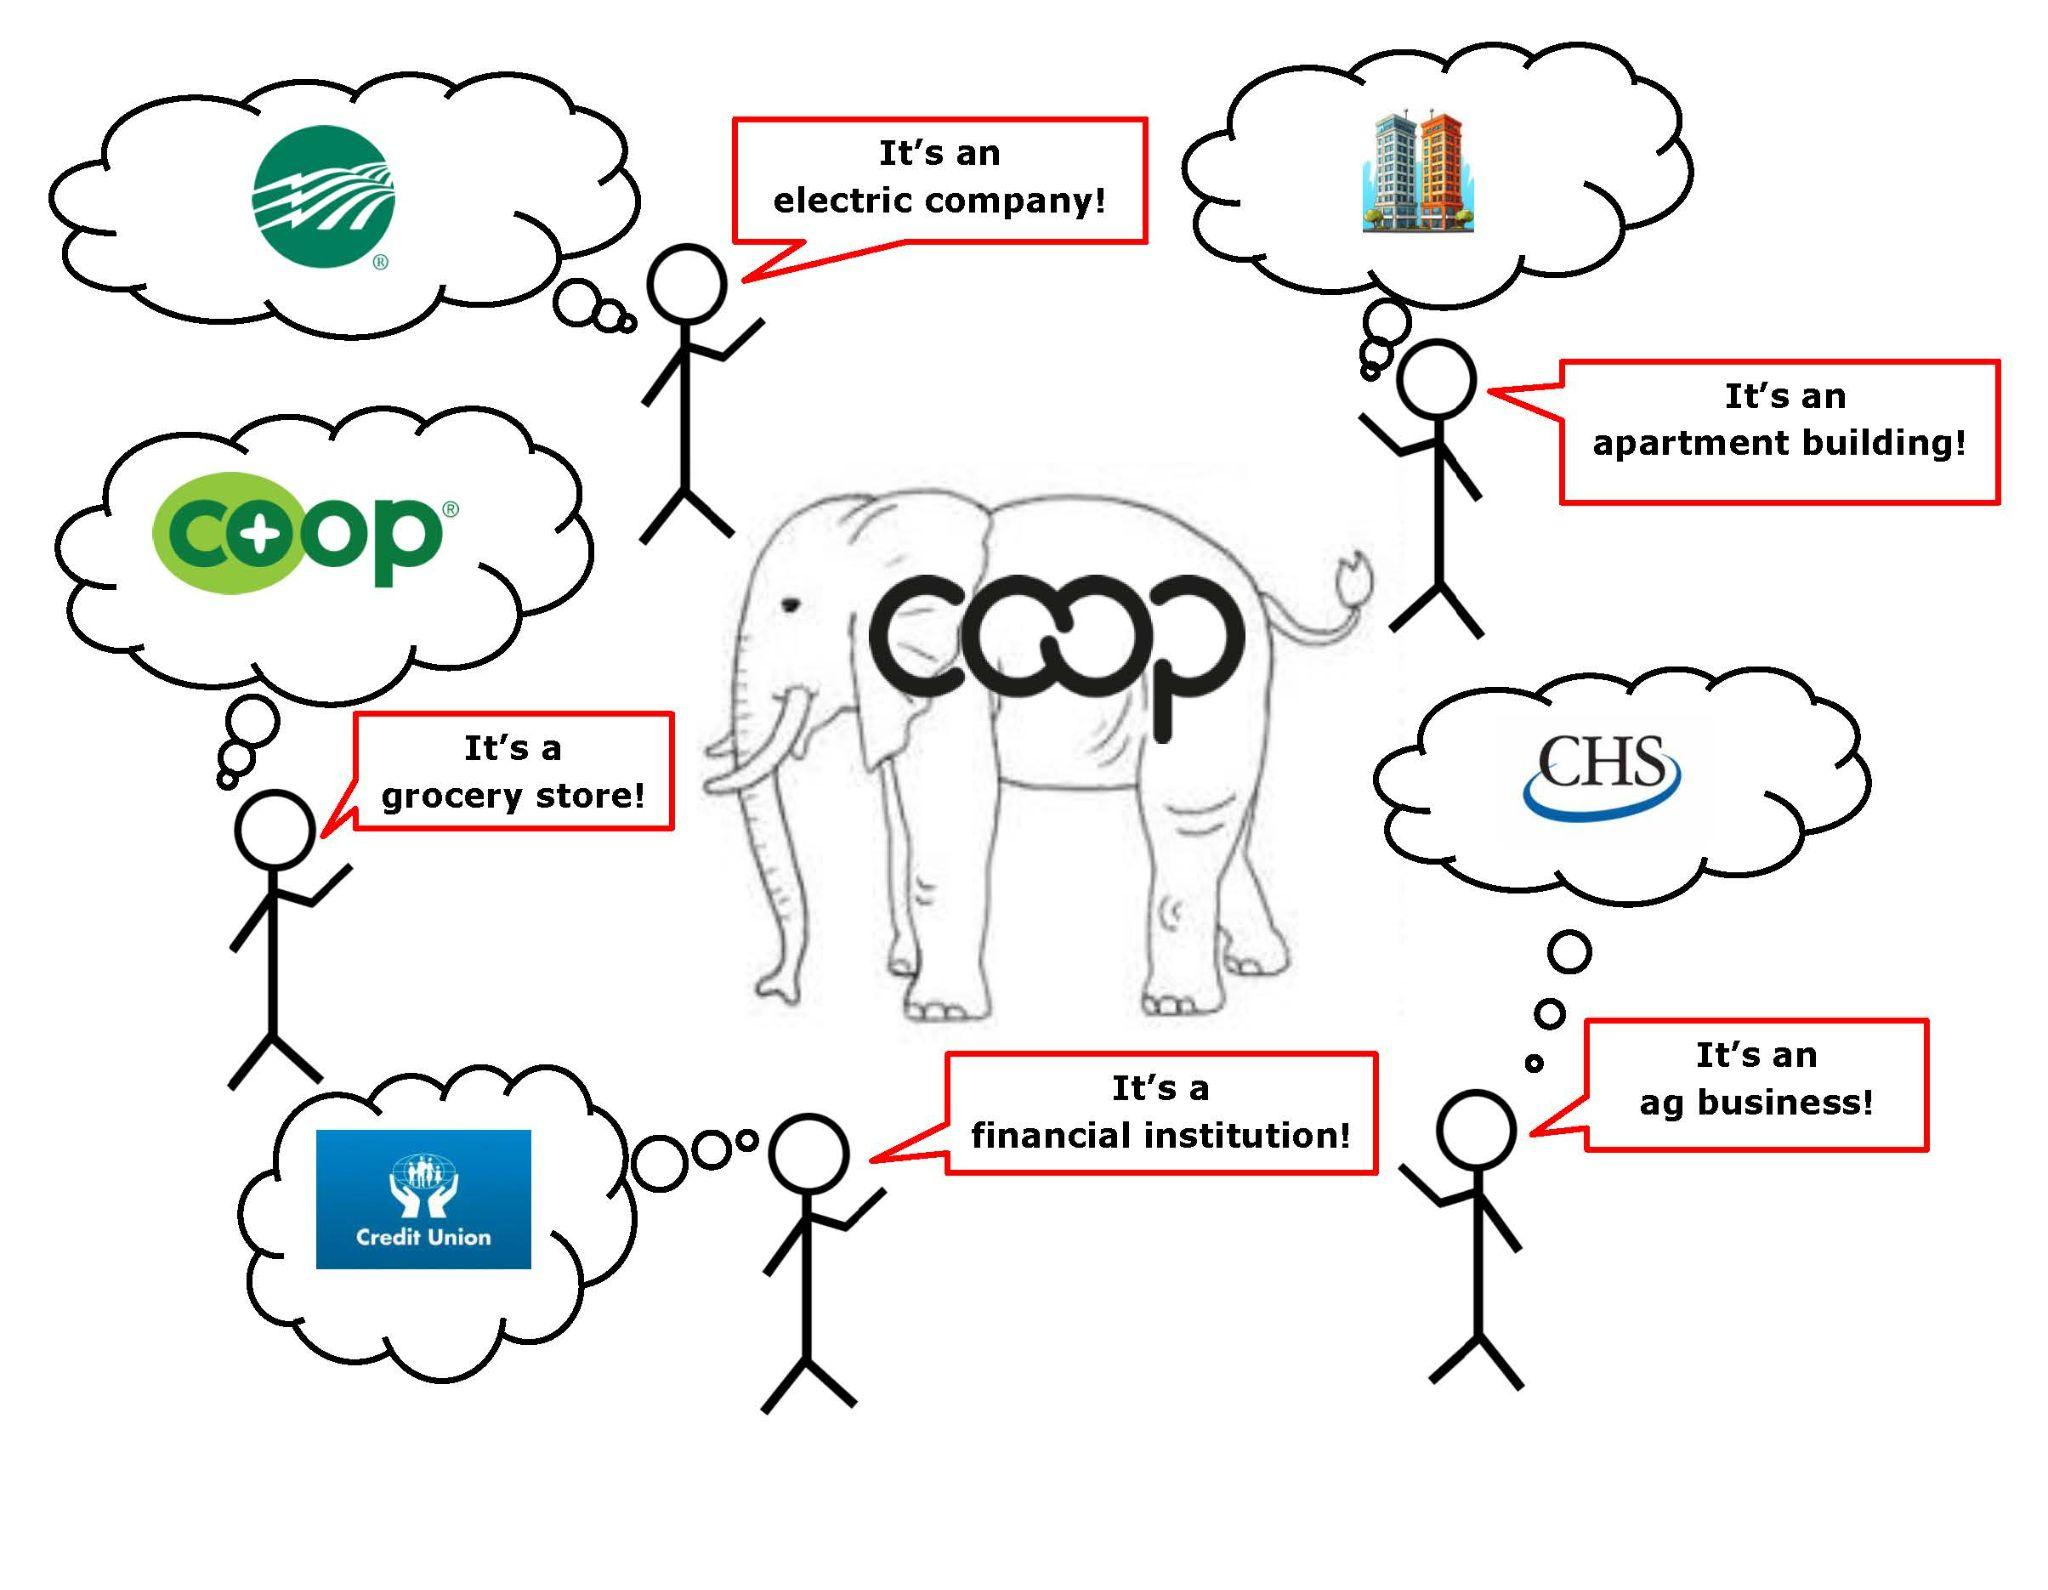 ®
It's an
electric company!
It's an
apartment building!
coop®
coop
It's a
grocery store!
CHS
It's an
ag business!
It's a
financial institution!
Credit Union